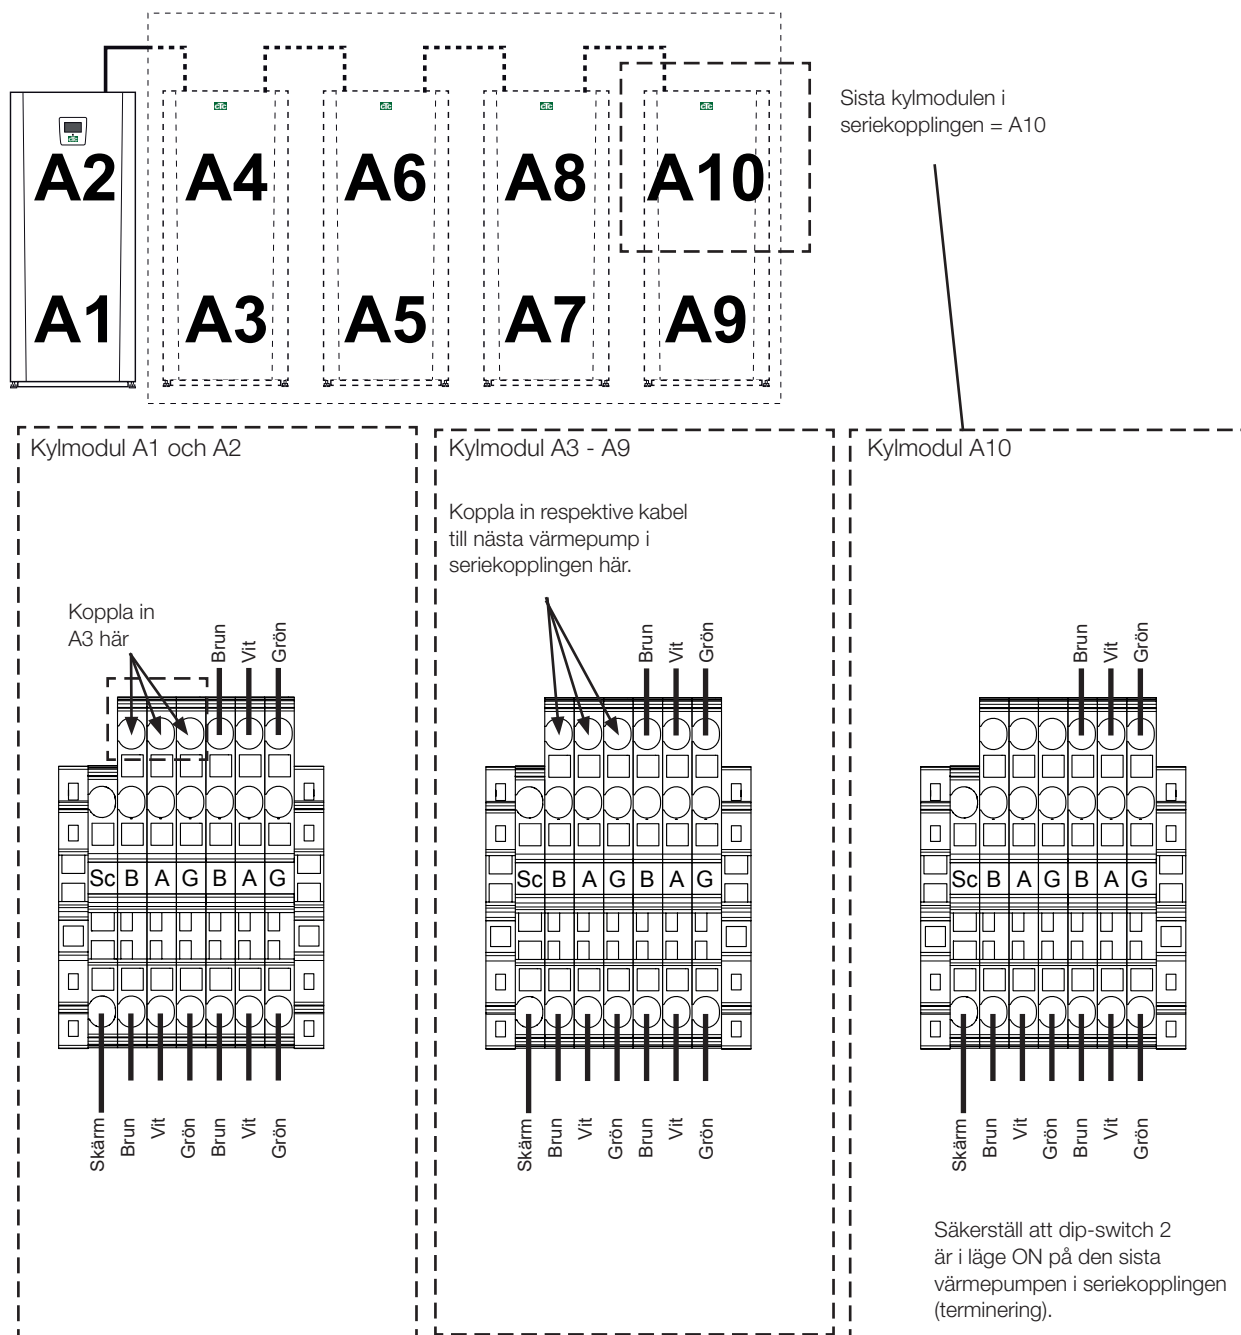 Sista kylmodulen i
seriekopplingen = A10
A2 A4 A6 A8 A10
A1 A3 A5 A7 A9
Kylmodul A1 och A2
Koppla in
A3 här
Brun Vit Grön
Sc B A G B A G
Skärm Brun Vit Grön Brun Vit Grön
Kylmodul A3 - A9
Koppla in respektive kabel
till nästa värmepump i
seriekopplingen här.
Brun Vit Grön
Sc B A G B A G
Skärm Brun Vit Grön Brun Vit Grön
Kylmodul A10
Brun Vit Grön
Sc B A G B A G
Skärm Brun Vit Grön Brun Vit Grön
Säkerställ att dip-switch 2
är i läge ON på den sista
värmepumpen i seriekopplingen
(terminering).